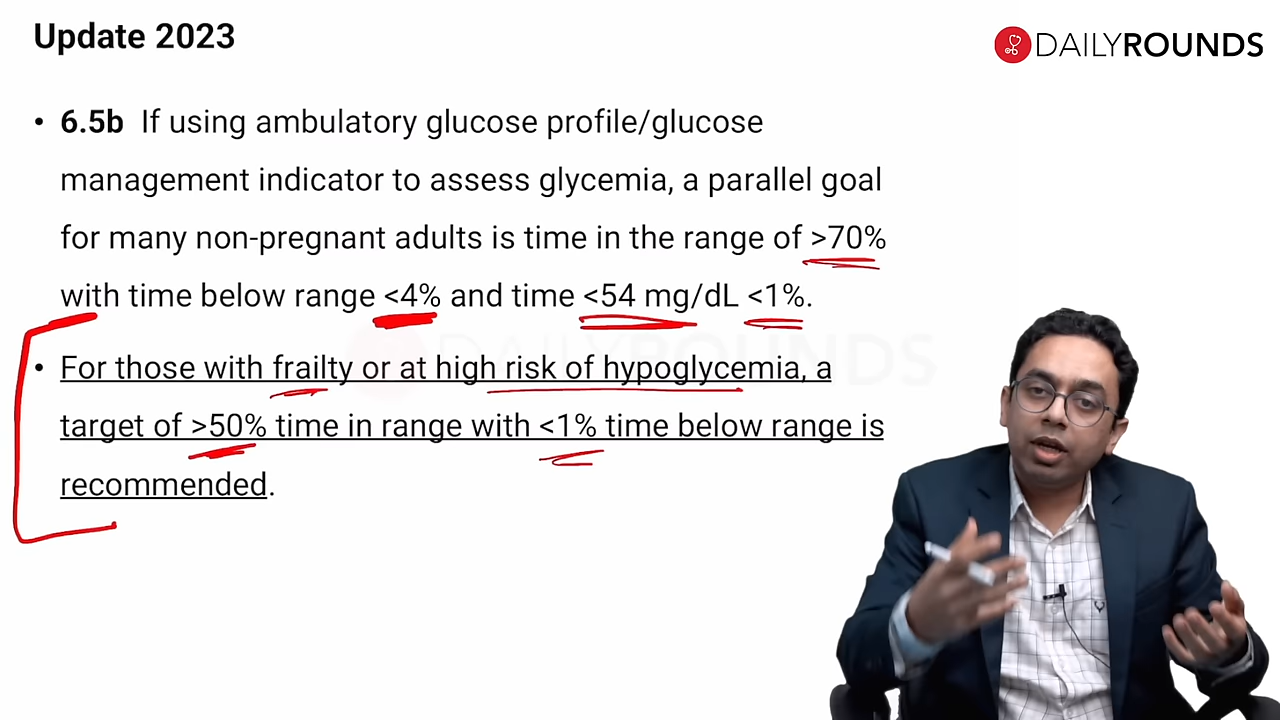 Update 2023
DAILYROUNDS
• 6.5b If using ambulatory glucose profile/glucose
management indicator to assess glycemia, a parallel goal
for many non-pregnant adults is time in the range of >70%
with time below range <4% and time <54 mg/dL <1%.
DAILYROUNDS
• For those with frailty or at high risk of hypoglycemia, a
target of >50% time in range with <1% time below range is
recommended.